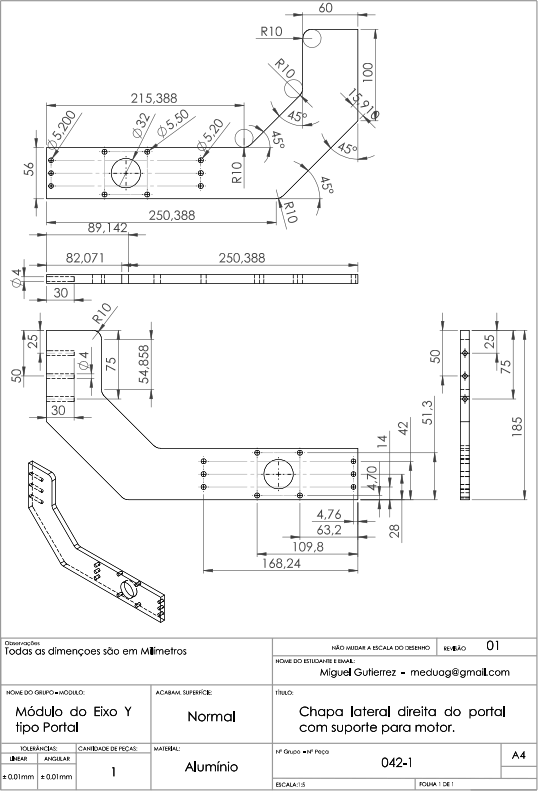 60
R10
100
R10
15,910
215,388
Ø5,200
Ø32
Ø5,50
Ø5,20
45°
45°
45°
45°
56
R10
R10
250,388
89,142
82,071
250,388
Ø4
30
R10
25
50
Ø4
75
54,858
30
50
25
75
185
51,3
42
14
4,70
28
4,76
63,2
109,8
168,24
Observações
Todas as dimençoes são em Milimetros
NÃO MUDAR A ESCALA DO DESENHO
REVISÃO 01
NOME DO ESTUDANTE E EMAIL:
Miguel Gutierrez - meduag@gmail.com
NOME DO GRUPO-MÓDULO:
Módulo do Eixo Y
tipo Portal
ACABAM. SUPERFÍCIE:
Normal
TÍTULO:
Chapa lateral direita do portal
com suporte para motor.
TOLERÂNCIAS:
LINEAR ANGULAR
± 0,01mm ± 0,01mm
CANTIDADE DE PEÇAS:
1
MATERIAL:
Alumínio
Nº Grupo -Nº Peça
042-1
A4
ESCALA:1:5
FOLHA 1 DE 1